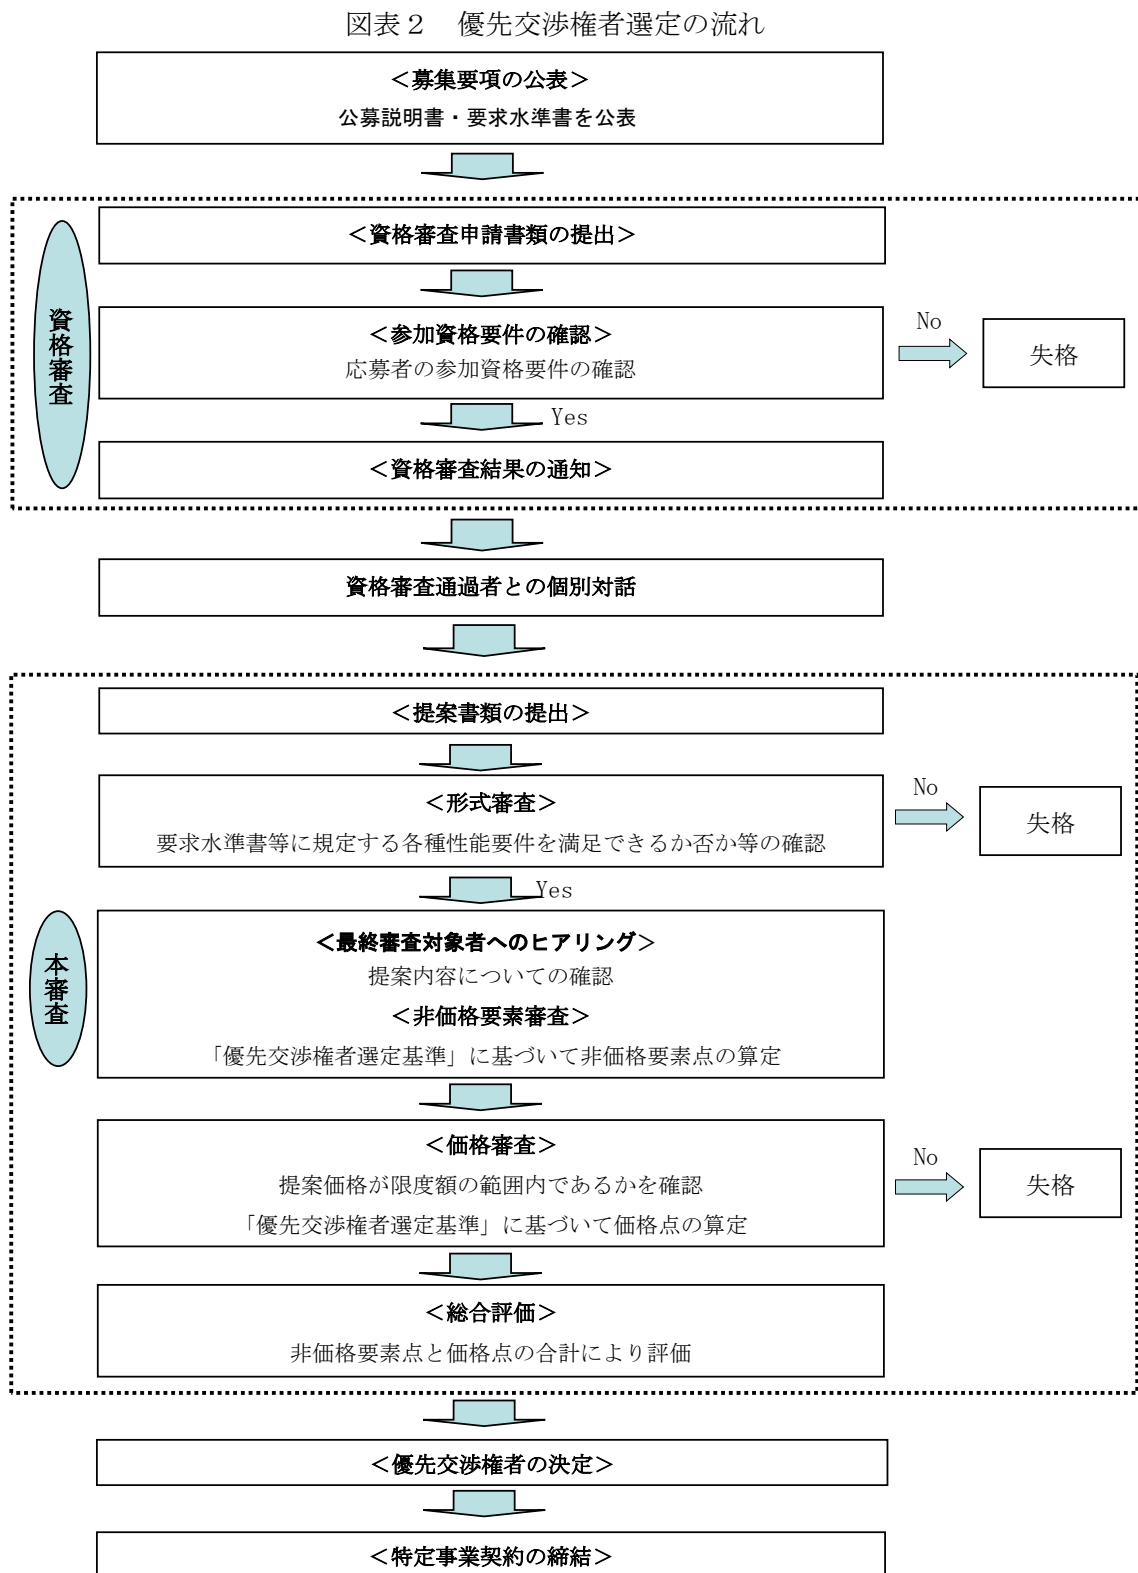 図表２　優先交渉権者選定の流れ
＜募集要項の公表＞
公募説明書・要求水準書を公表
資格審査
＜資格審査申請書類の提出＞
＜参加資格要件の確認＞
応募者の参加資格要件の確認
No
失格
Yes
＜資格審査結果の通知＞
資格審査通過者との個別対話
本審査
＜提案書類の提出＞
＜形式審査＞
要求水準書等に規定する各種性能要件を満足できるか否か等の確認
No
失格
Yes
＜最終審査対象者へのヒアリング＞
提案内容についての確認
＜非価格要素審査＞
「優先交渉権者選定基準」に基づいて非価格要素点の算定
＜価格審査＞
提案価格が限度額の範囲内であるかを確認
「優先交渉権者選定基準」に基づいて価格点の算定
No
失格
＜総合評価＞
非価格要素点と価格点の合計により評価
＜優先交渉権者の決定＞
＜特定事業契約の締結＞